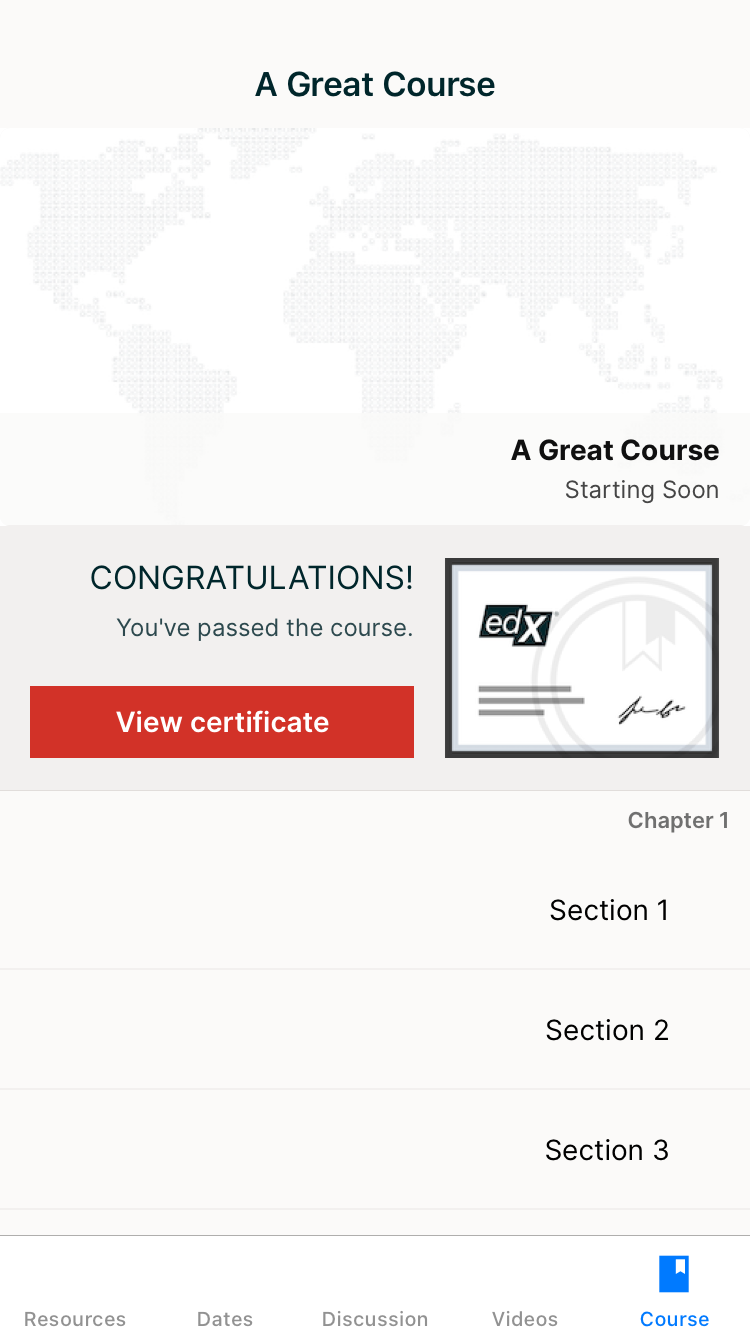 A Great Course
A Great Course
Starting Soon
CONGRATULATIONS!
You've passed the course.
View certificate
edX
Chapter 1
Section 1
Section 2
Section 3
Resources
Dates
Discussion
Videos
Course